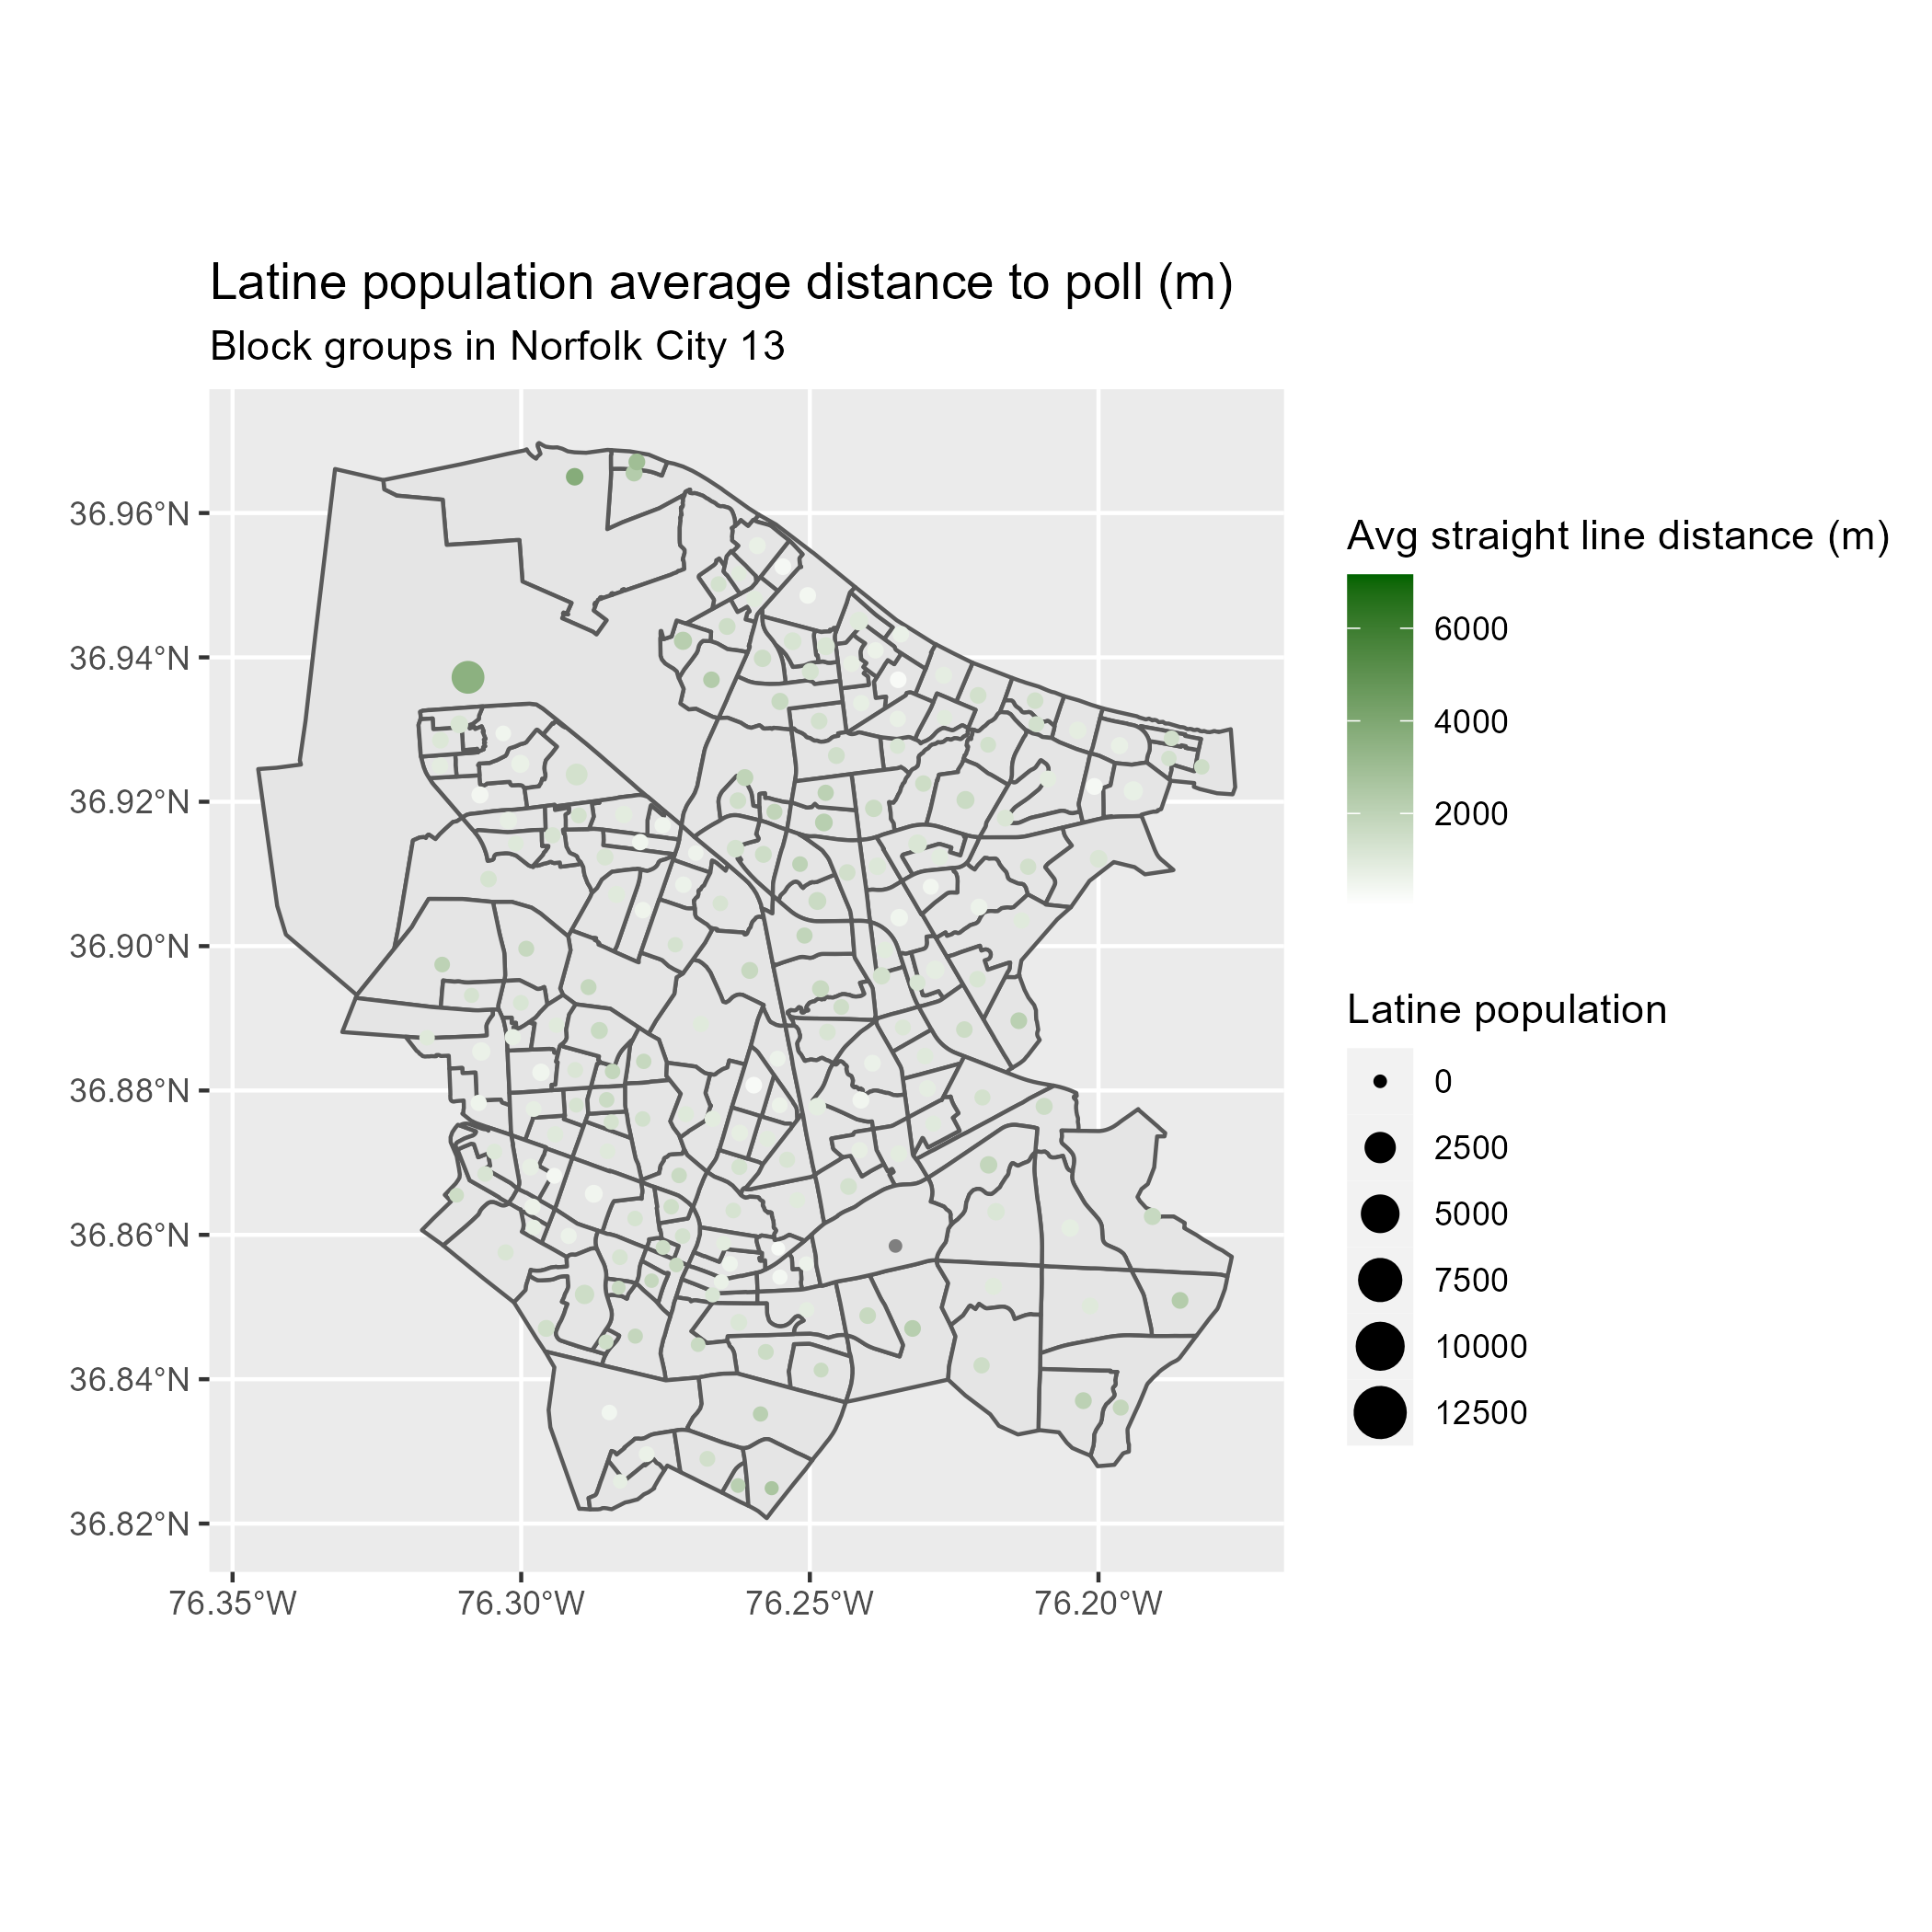 Latine population average distance to poll (m)
Block groups in Norfolk City 13
36.96°N
36.94°N
36.92°N
36.90°N
36.88°N
36.86°N
36.84°N
36.82°N
76.35°W
76.30°W
76.25°W
76.20°W
Avg straight line distance (m)
6000
4000
2000
Latine population
0
2500
5000
7500
10000
12500